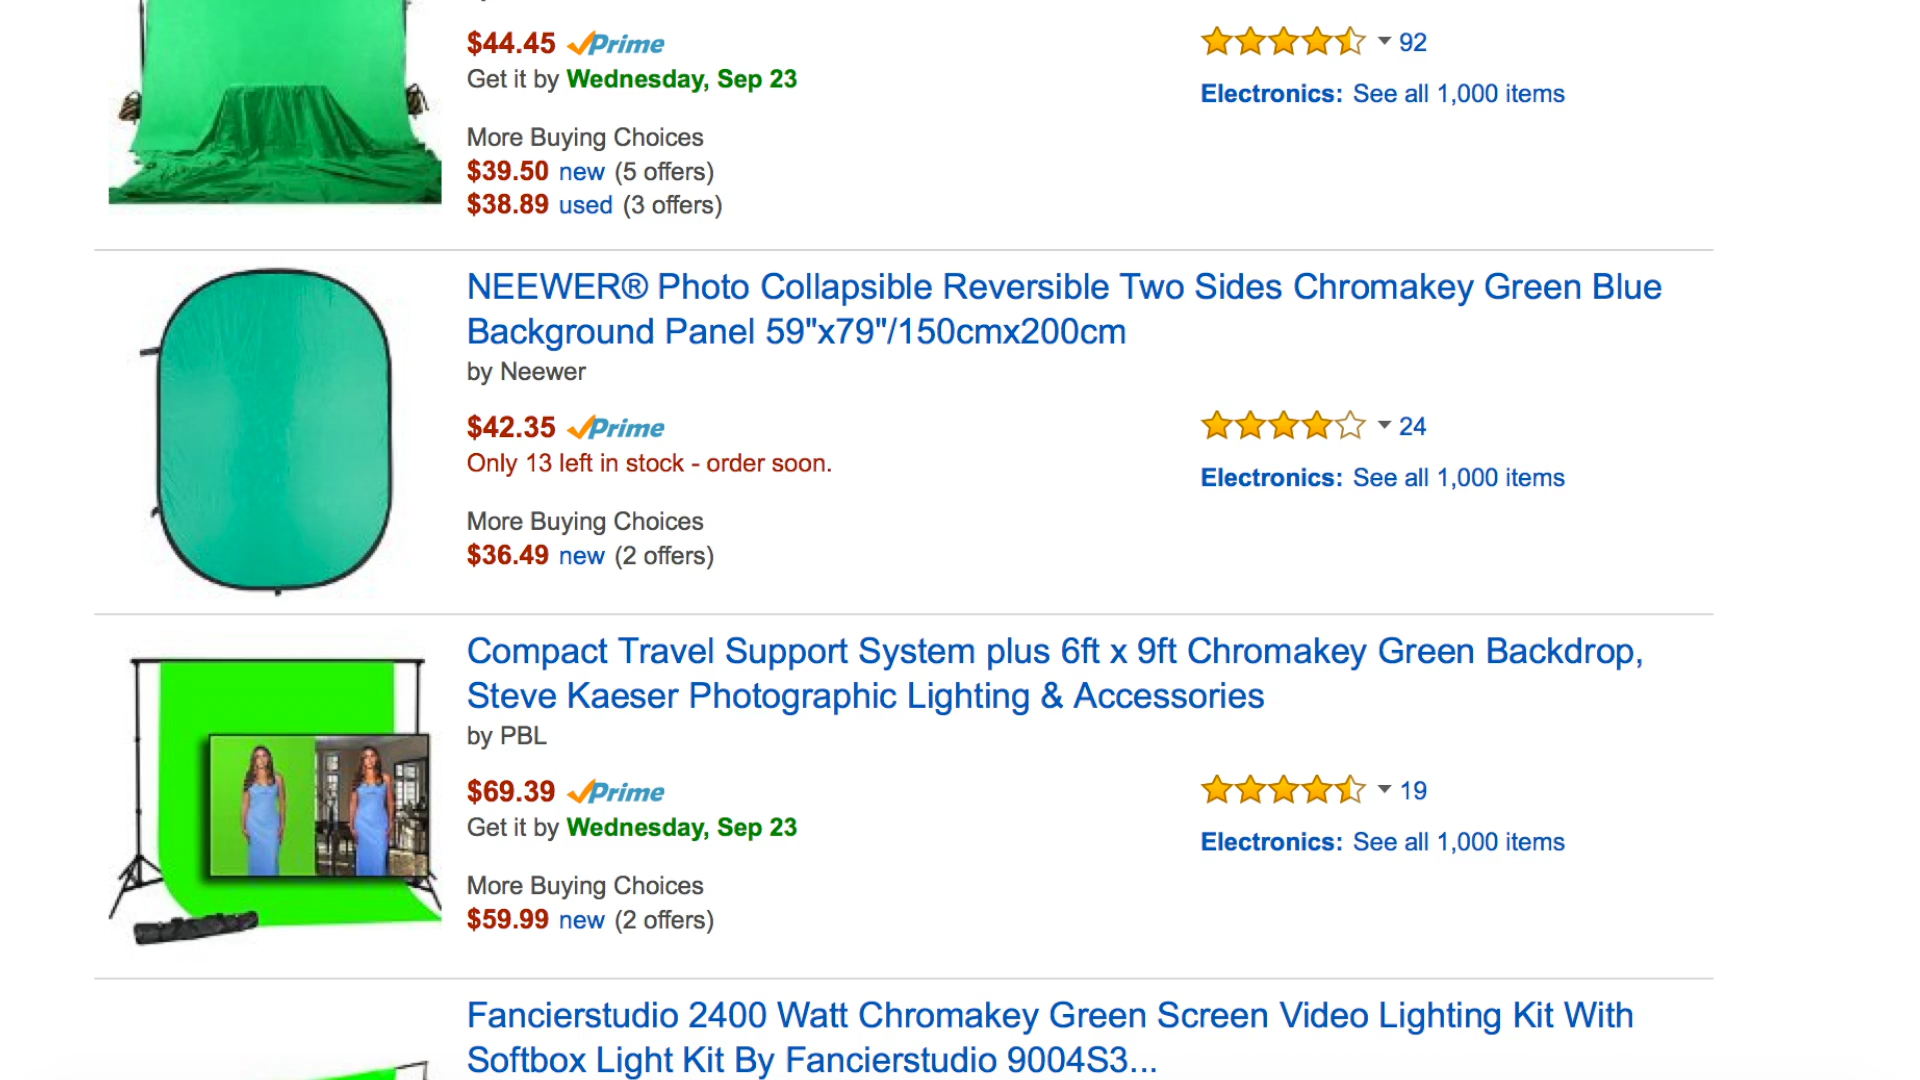 $44.45 Prime
Get it by Wednesday, Sep 23
More Buying Choices
$39.50 new (5 offers)
$38.89 used (3 offers)
92
Electronics: See all 1,000 items
NEEWER® Photo Collapsible Reversible Two Sides Chromakey Green Blue
Background Panel 59"x79"/150cmx200cm
by Neewer
$42.35 Prime
Only 13 left in stock - order soon.
More Buying Choices
$36.49 new (2 offers)
24
Electronics: See all 1,000 items
Compact Travel Support System plus 6ft x 9ft Chromakey Green Backdrop,
Steve Kaeser Photographic Lighting & Accessories
by PBL
$69.39 Prime
Get it by Wednesday, Sep 23
More Buying Choices
$59.99 new (2 offers)
19
Electronics: See all 1,000 items
Fancierstudio 2400 Watt Chromakey Green Screen Video Lighting Kit With
Softbox Light Kit By Fancierstudio 9004S3...